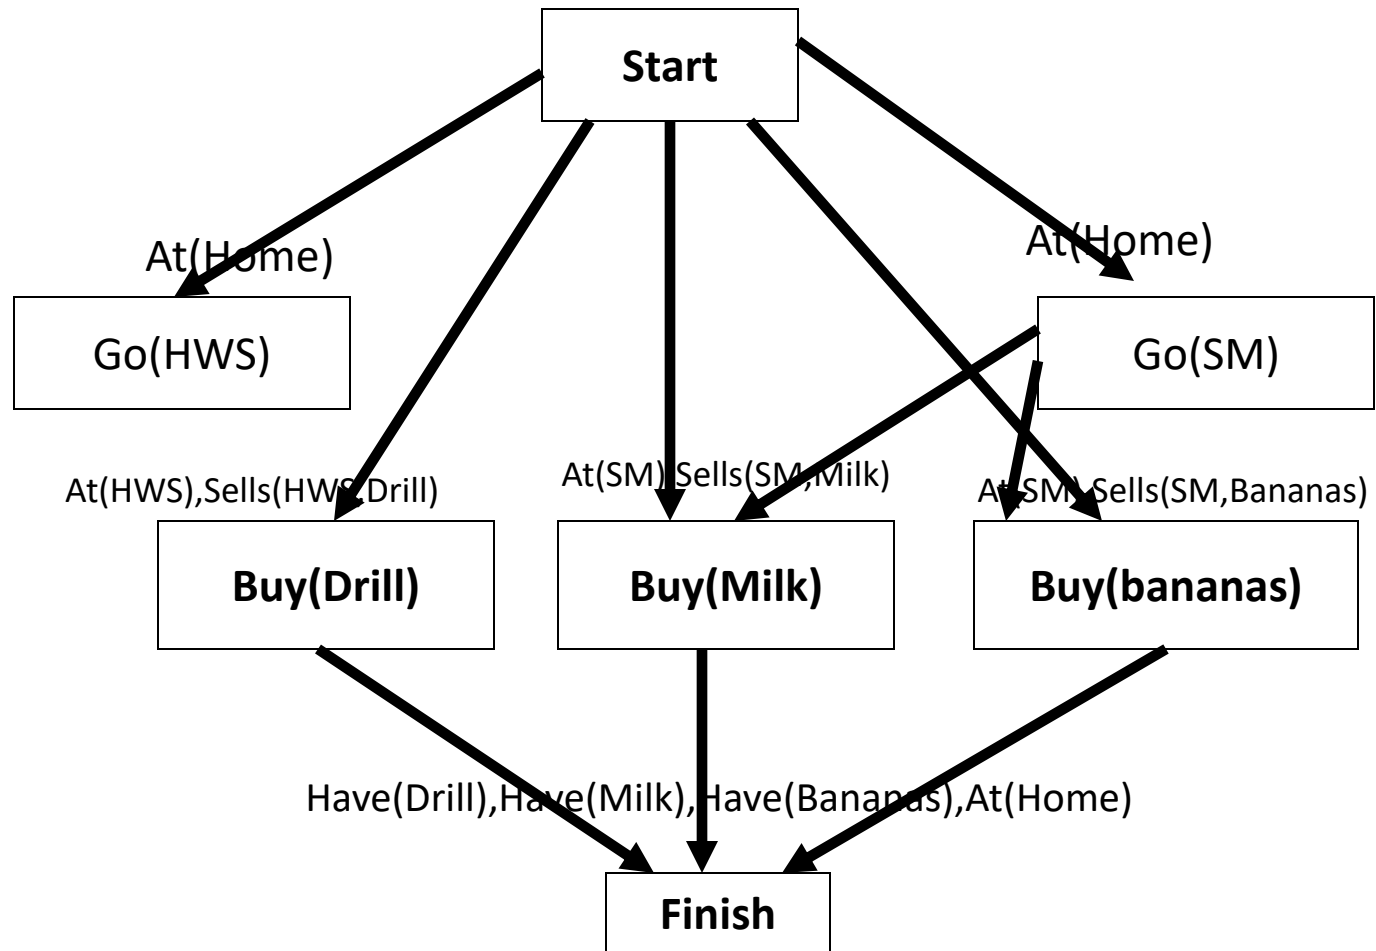 Start
At(Home)
At(Home)
Go(HWS)
Go(SM)
At(HWS),Sells(HWS,Drill)
At(SM),Sells(SM,Milk)
At(SM),Sells(SM,Bananas)
Buy(Drill)
Buy(Milk)
Buy(bananas)
Have(Drill),Have(Milk),Have(Bananas),At(Home)
Finish